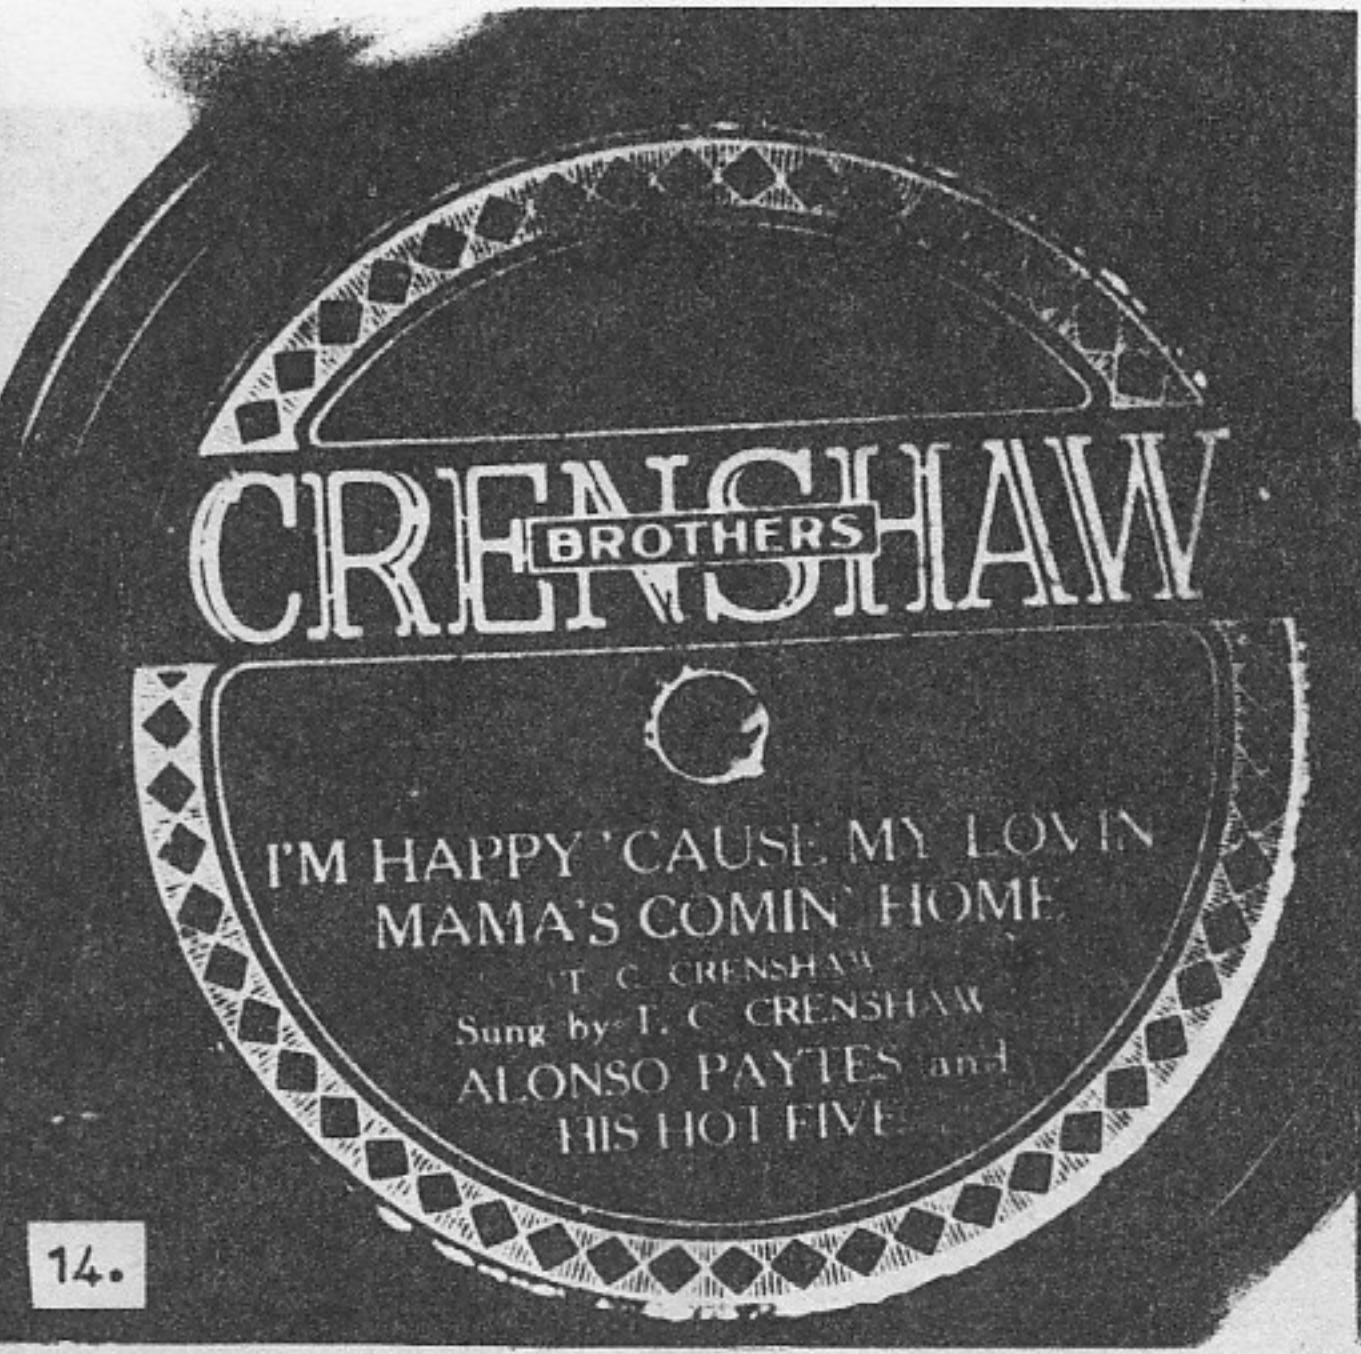 CRENSHAW
BROTHERS
I'M HAPPY 'CAUSE MY LOVIN
MAMA'S COMIN' HOME
T. C. CRENSHAW
Sung by T. C. CRENSHAW
ALONSO PAYTES and
HIS HOT FIVE
14.